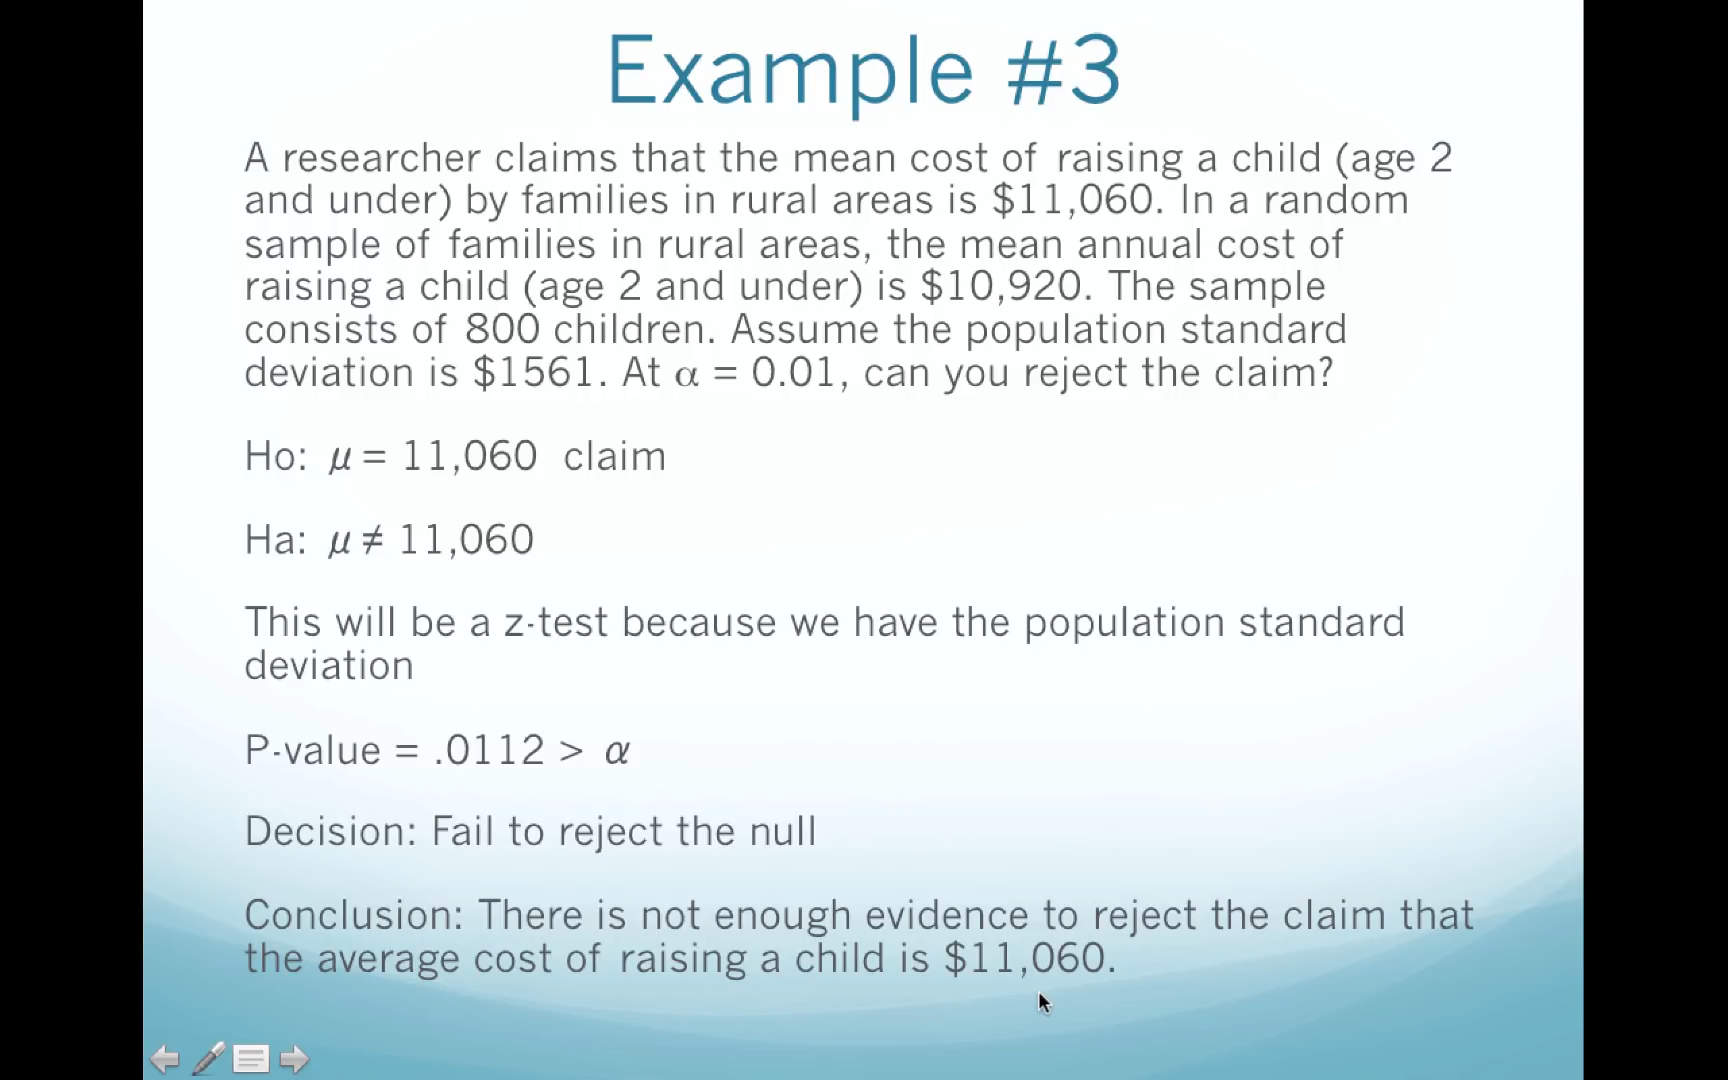 Example #3
A researcher claims that the mean cost of raising a child (age 2
and under) by families in rural areas is $11,060. In a random
sample of families in rural areas, the mean annual cost of
raising a child (age 2 and under) is $10,920. The sample
consists of 800 children. Assume the population standard
deviation is $1561. At α = 0.01, can you reject the claim?
Ho: μ = 11,060 claim
Ha: μ ≠ 11,060
This will be a z-test because we have the population standard
deviation
P-value = .0112 > α
Decision: Fail to reject the null
Conclusion: There is not enough evidence to reject the claim that
the average cost of raising a child is $11,060.